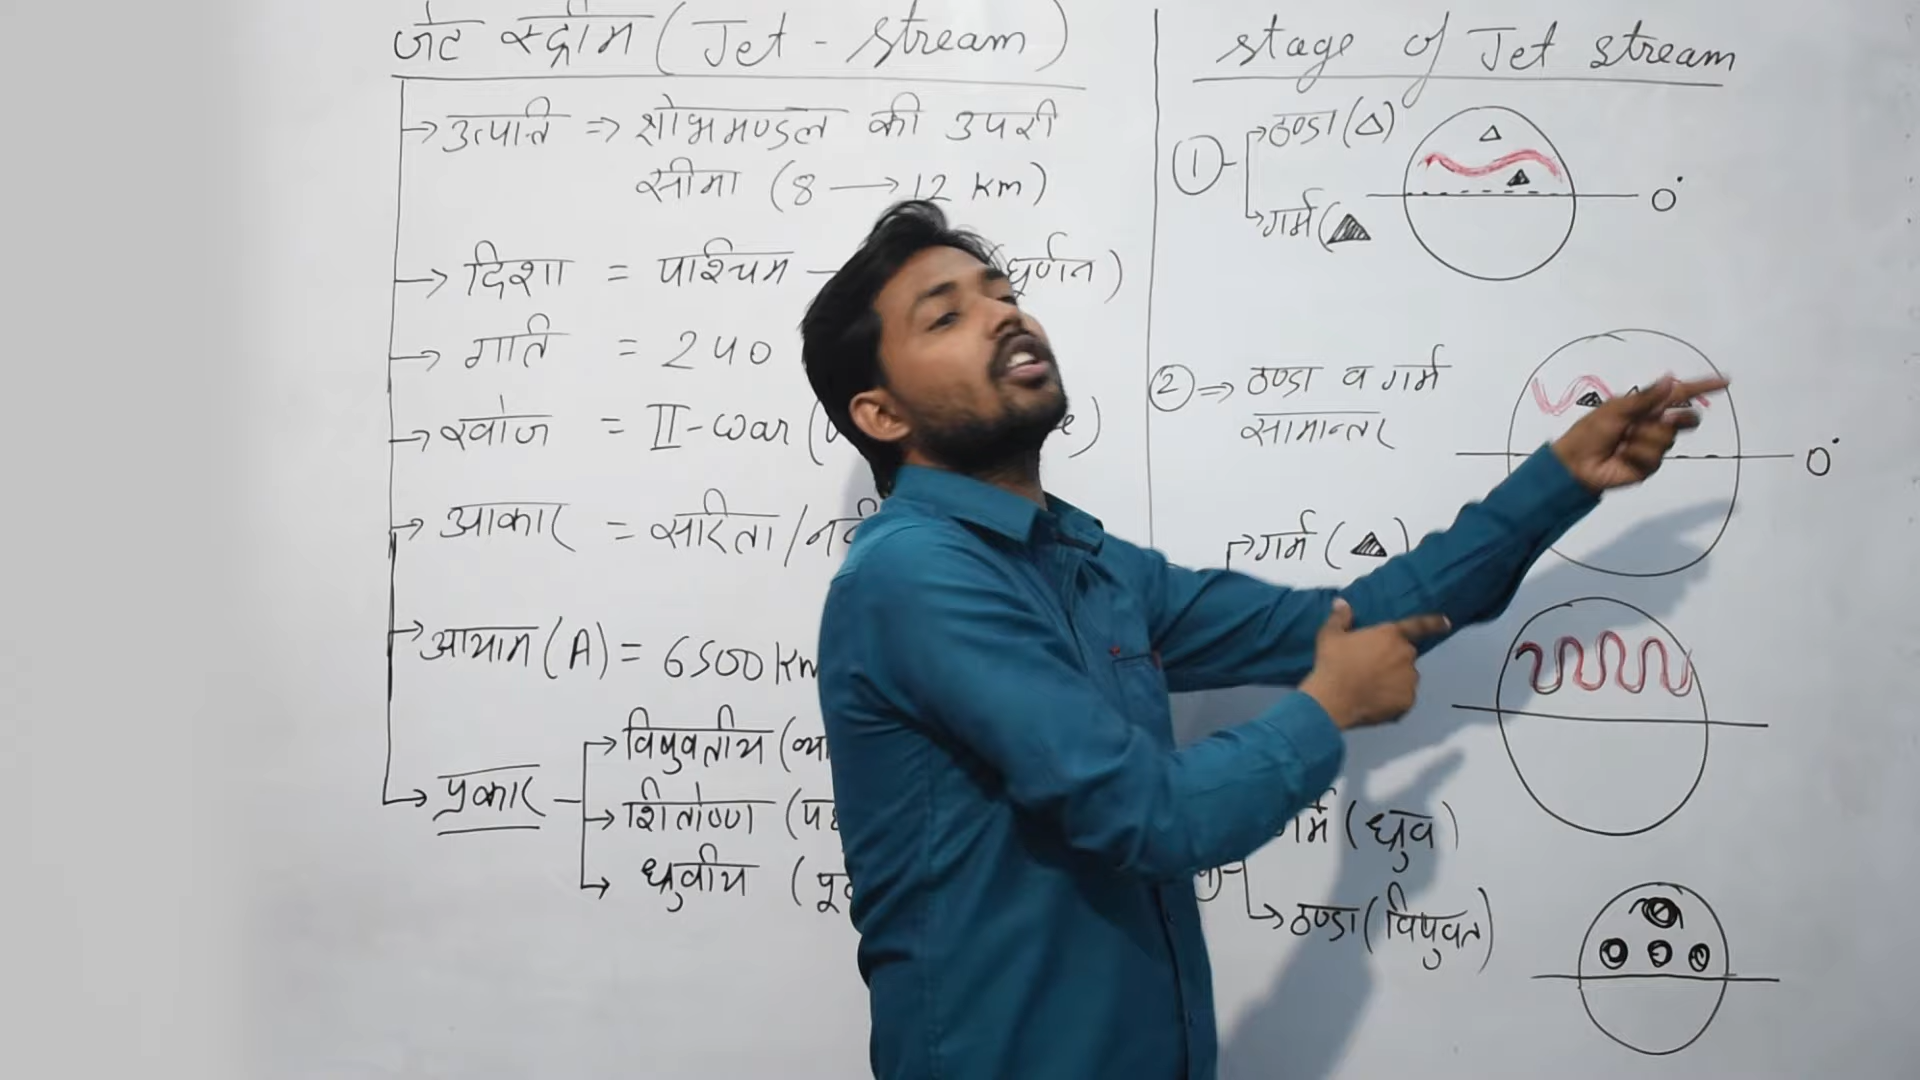 जेट स्ट्रीम (Jet - stream)
→ उत्पत्ति ⇒ शोभमण्डल की उपरी
सीमा (8 → 12 km)
→ दिशा = पश्चिम – (घूर्णन)
→ गति = 240
→ खोज = II-war (
→ आकार = सरिता /
→ आयाम (A) = 6500 km
→ प्रकार
→ विषुवतीय (
→ शितोष्ण (
→ ध्रुवीय (
stage of Jet stream
①
→ ठण्डा (△)
→ गर्म (▲
0°
② ⇒ ठण्डा व गर्म
सामान्तर
0°
→ गर्म (▲)
(ध्रुव)
→ ठण्डा (विषुवत)